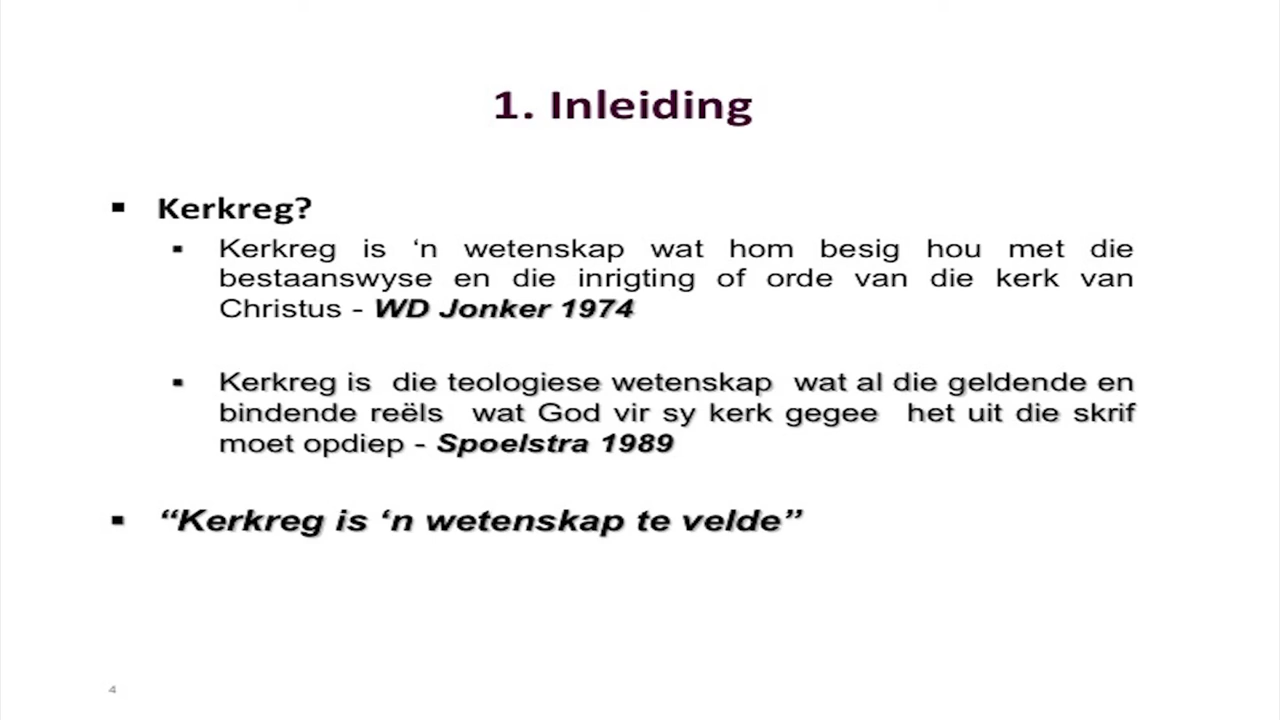 1. Inleiding
▪ Kerkreg?
▪ Kerkreg is ‘n wetenskap wat hom besig hou met die
bestaanswyse en die inrigting of orde van die kerk van
Christus - WD Jonker 1974
▪ Kerkreg is die teologiese wetenskap wat al die geldende en
bindende reëls wat God vir sy kerk gegee het uit die skrif
moet opdiep - Spoelstra 1989
▪ “Kerkreg is ‘n wetenskap te velde”
4